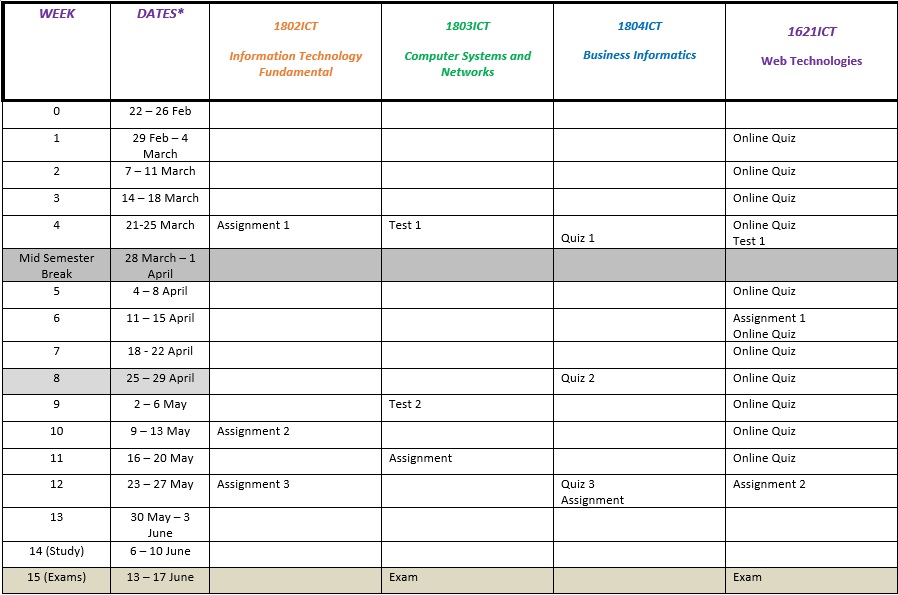 WEEK
DATES*
1802ICT
Information Technology
Fundamental
1803ICT
Computer Systems and
Networks
1804ICT
Business Informatics
1621ICT
Web Technologies
0
22 – 26 Feb
1
29 Feb – 4
March
Online Quiz
2
7 – 11 March
Online Quiz
3
14 – 18 March
Online Quiz
4
21-25 March
Assignment 1
Test 1
Quiz 1
Online Quiz
Test 1
Mid Semester
Break
28 March – 1
April
5
4 – 8 April
Online Quiz
6
11 – 15 April
Assignment 1
Online Quiz
7
18 - 22 April
Online Quiz
8
25 – 29 April
Quiz 2
Online Quiz
9
2 – 6 May
Test 2
Online Quiz
10
9 – 13 May
Assignment 2
Online Quiz
11
16 – 20 May
Assignment
Online Quiz
12
23 – 27 May
Assignment 3
Quiz 3
Assignment
Assignment 2
13
30 May – 3
June
14 (Study)
6 – 10 June
15 (Exams)
13 – 17 June
Exam
Exam